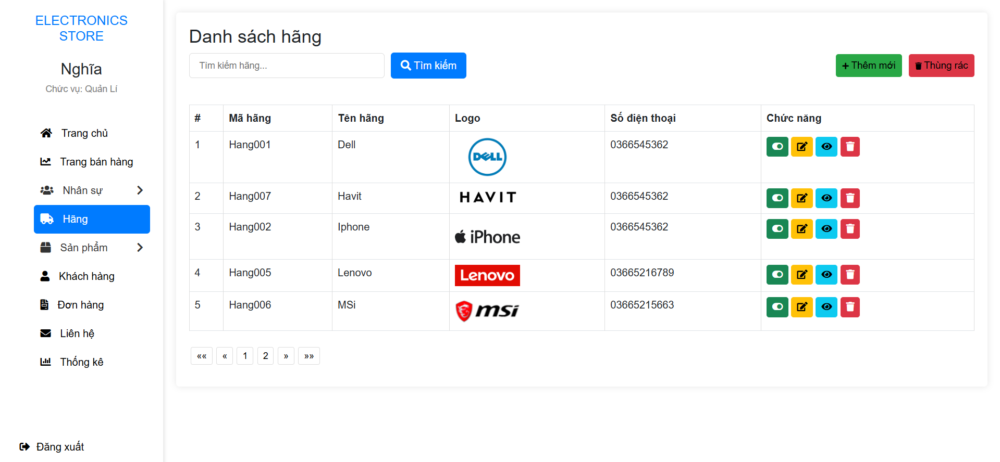 ELECTRONICS
STORE
Nghĩa
Chức vụ: Quản Lí
Trang chủ
Trang bán hàng
Nhân sự
Hãng
Sản phẩm
Khách hàng
Đơn hàng
Liên hệ
Thống kê
Đăng xuất
Danh sách hãng
Tìm kiếm hãng...
Tìm kiếm
Thêm mới
Thùng rác
# Mã hãng Tên hãng Logo Số điện thoại Chức năng
1 Hang001 Dell DELL 0366545362
2 Hang007 Havit HAVIT 0366545362
3 Hang002 Iphone iPhone 0366545362
4 Hang005 Lenovo Lenovo 03665216789
5 Hang006 MSi msi 03665215663
«« « 1 2 » »»